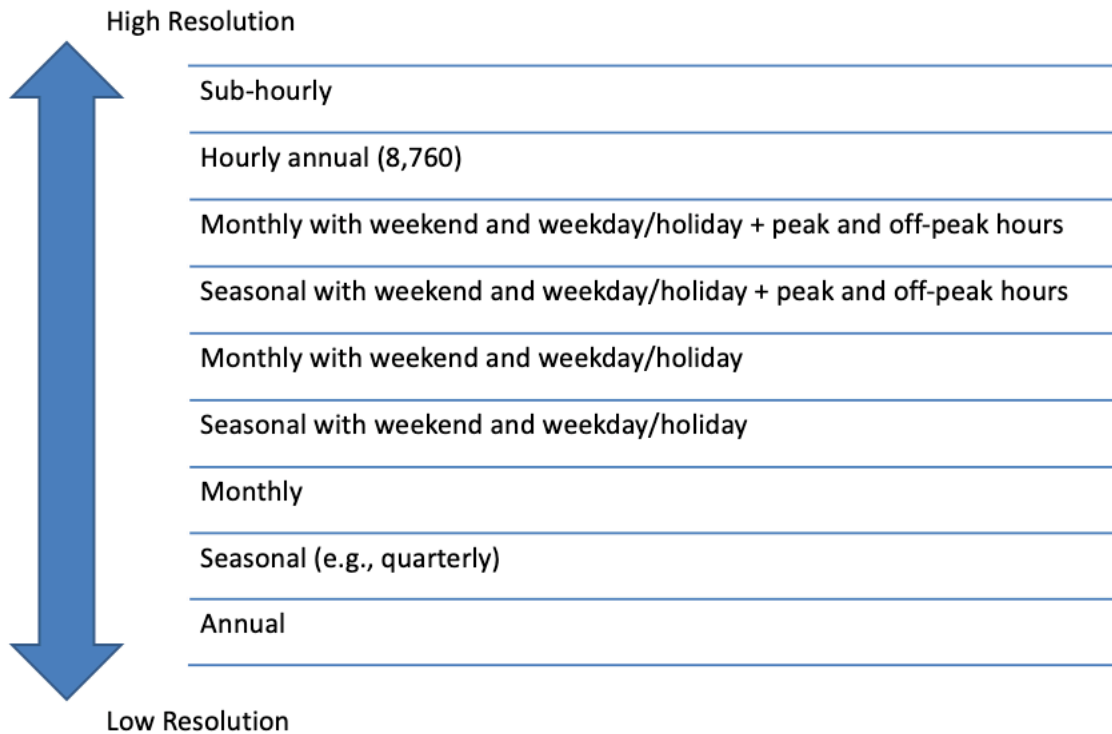 High Resolution
Sub-hourly
Hourly annual (8,760)
Monthly with weekend and weekday/holiday + peak and off-peak hours
Seasonal with weekend and weekday/holiday + peak and off-peak hours
Monthly with weekend and weekday/holiday
Seasonal with weekend and weekday/holiday
Monthly
Seasonal (e.g., quarterly)
Annual
Low Resolution